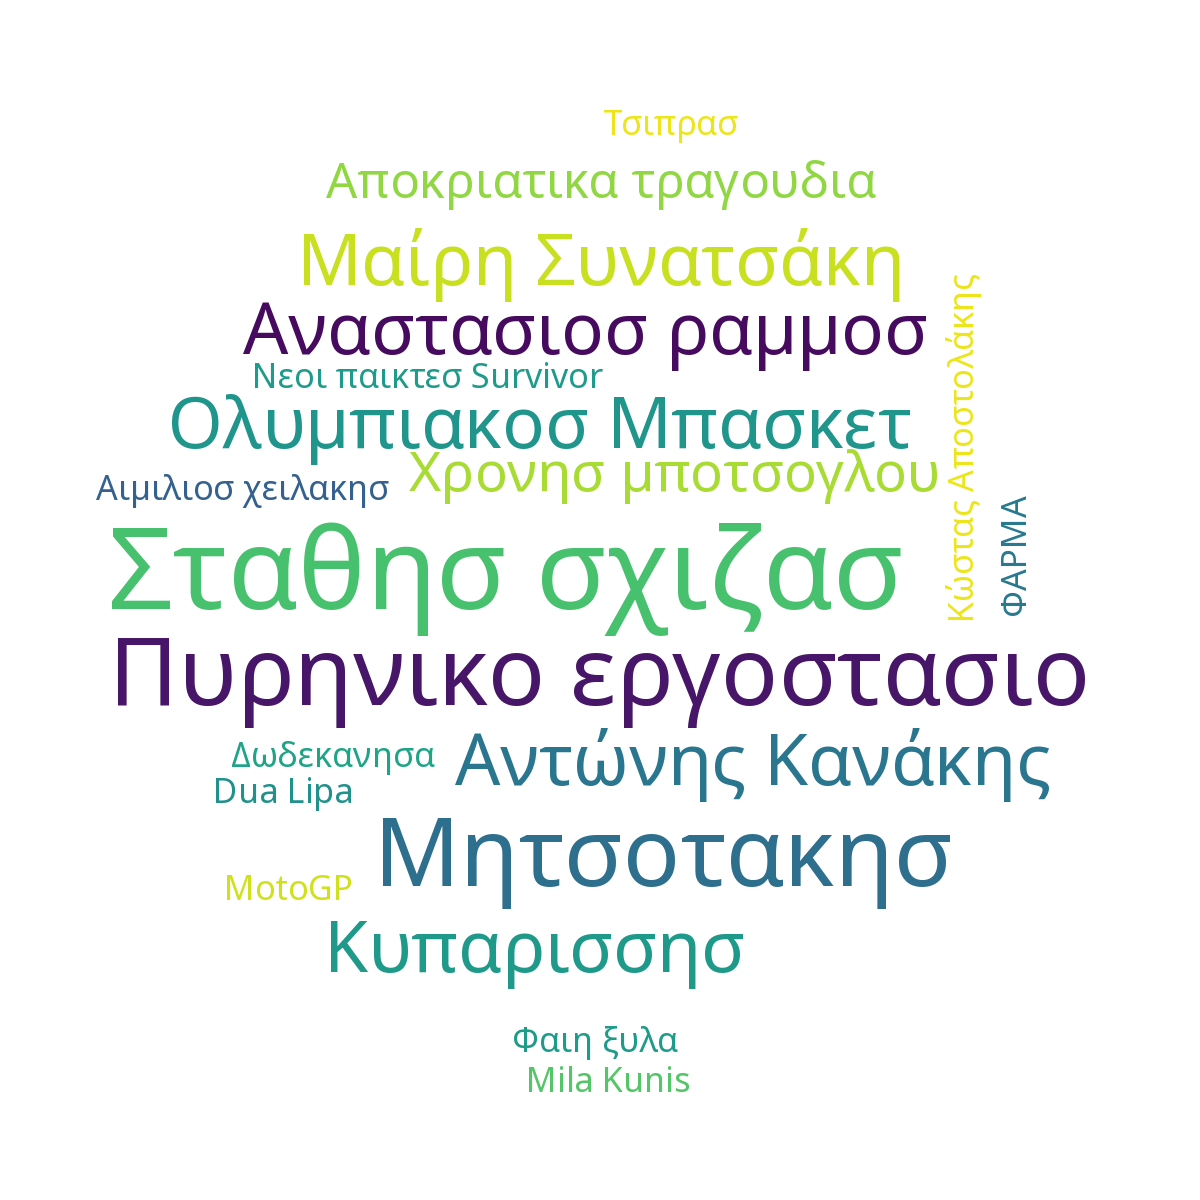 Τσιπρασ
Αποκριατικα τραγουδια
Μαίρη Συνατσάκη
Αναστασιοσ ραμμοσ
Νεοι παικτεσ Survivor
Ολυμπιακοσ Μπασκετ
Χρονησ μποτσογλου
Κώστας Αποστολάκης
Αιμιλιοσ χειλακησ
ΦΑΡΜΑ
Σταθησ σχιζασ
Πυρηνικο εργοστασιο
Δωδεκανησα
Αντώνης Κανάκης
Dua Lipa
Μητσοτακησ
MotoGP
Κυπαρισσησ
Φαιη ξυλα
Mila Kunis